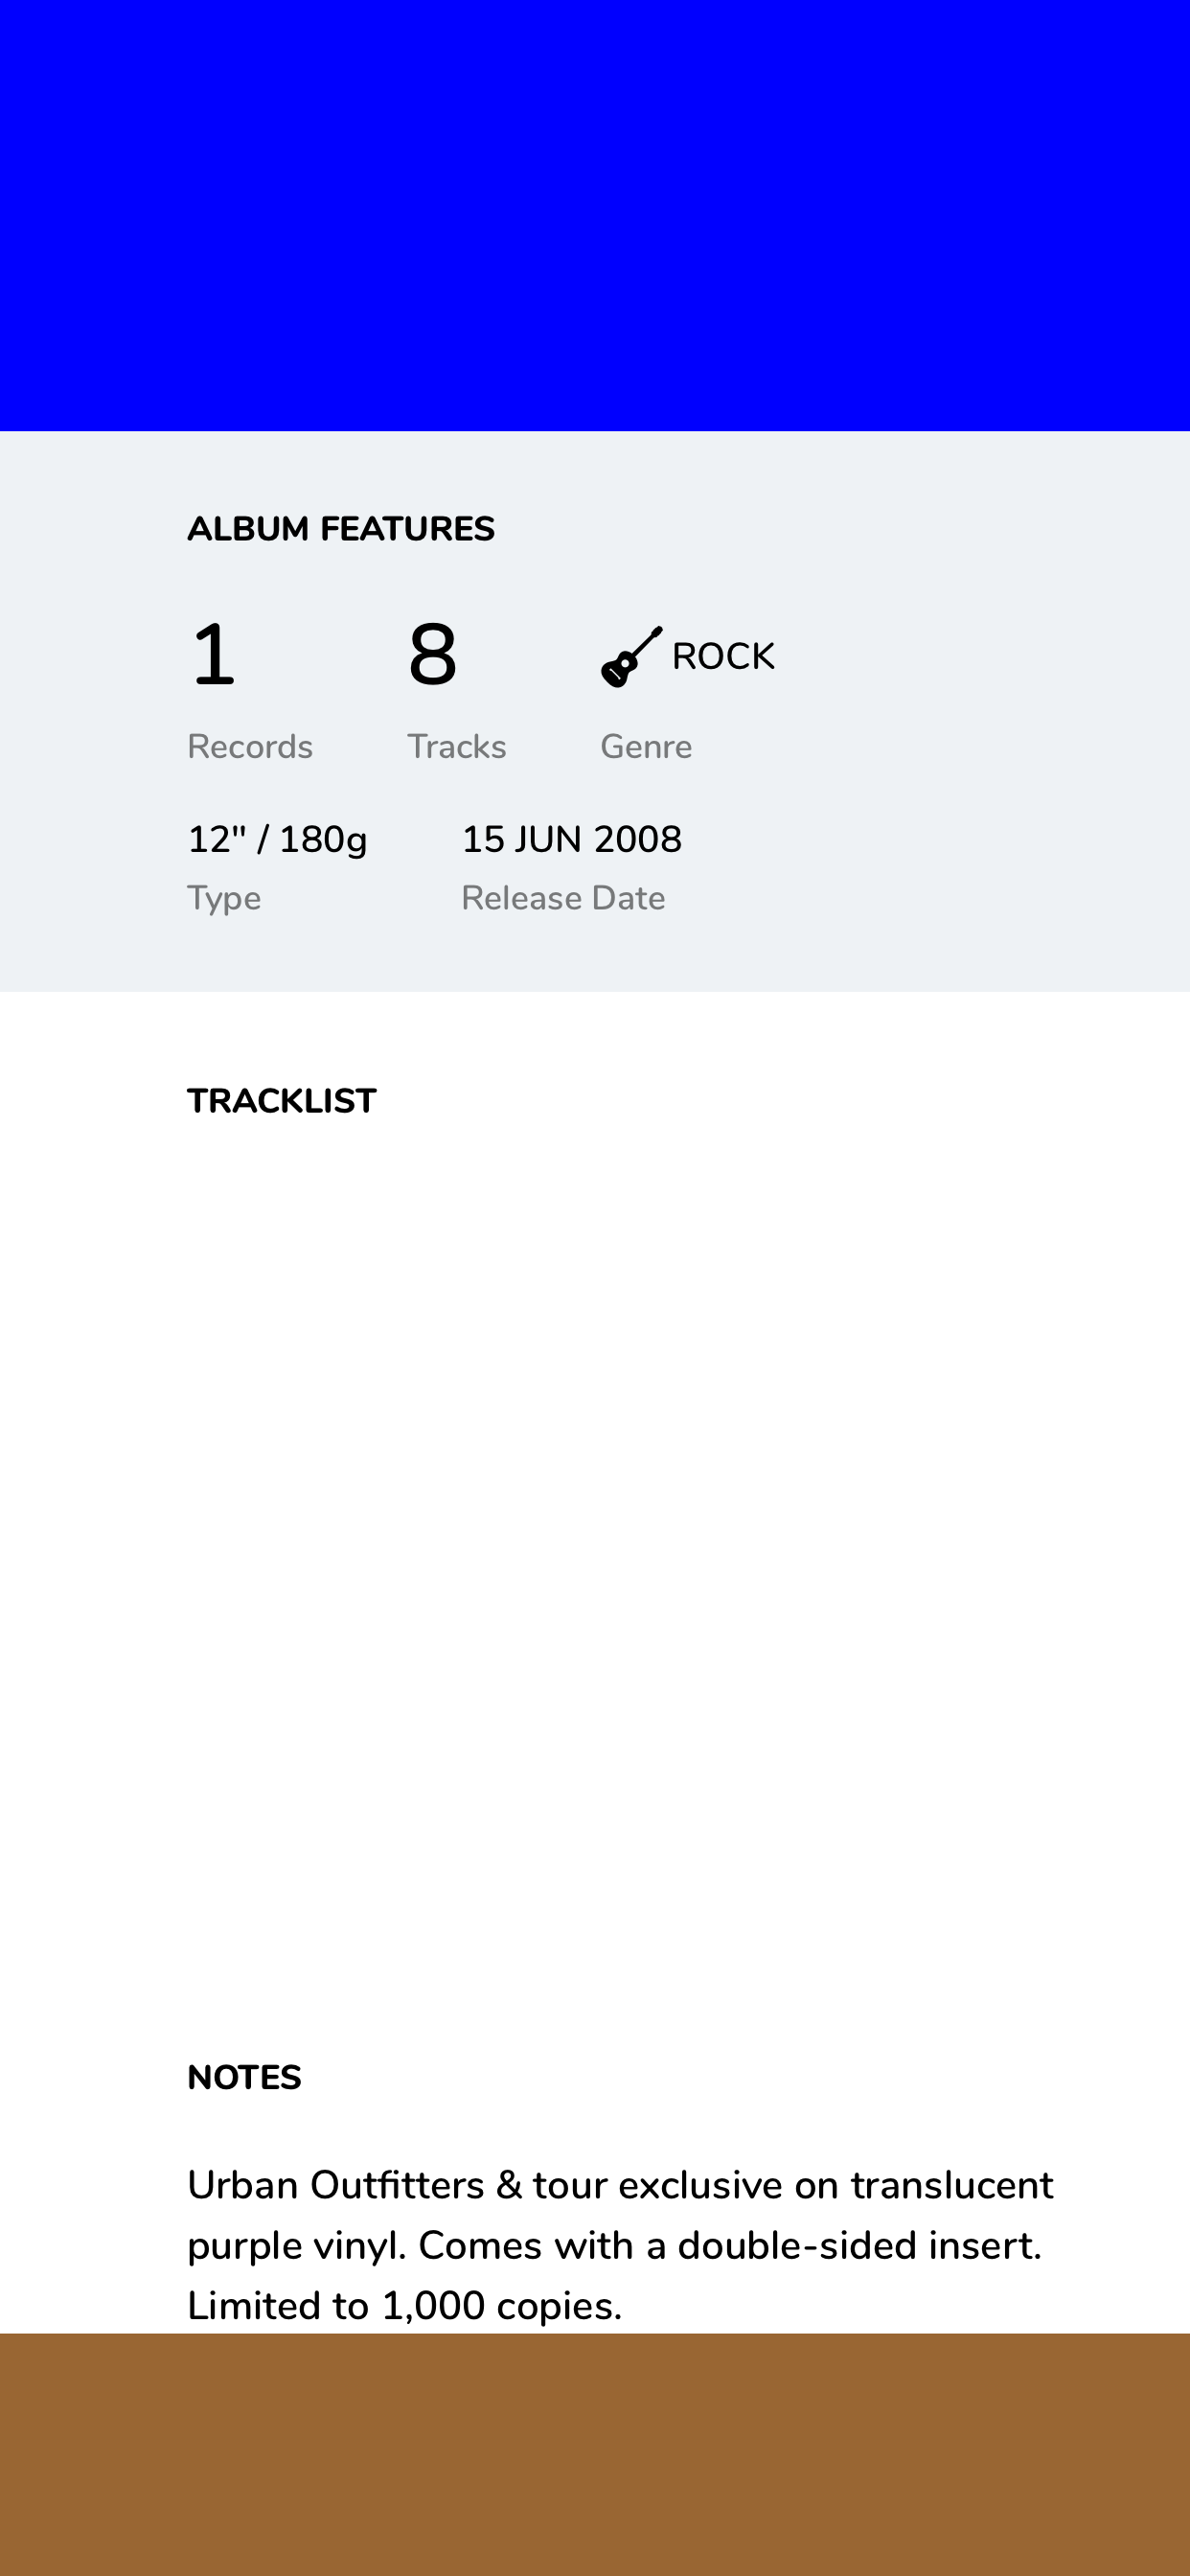 ALBUM FEATURES
1 8 ROCK
Records Tracks Genre
12" / 180g 15 JUN 2008
Type Release Date
TRACKLIST
NOTES
Urban Outfitters & tour exclusive on translucent
purple vinyl. Comes with a double-sided insert.
Limited to 1,000 copies.